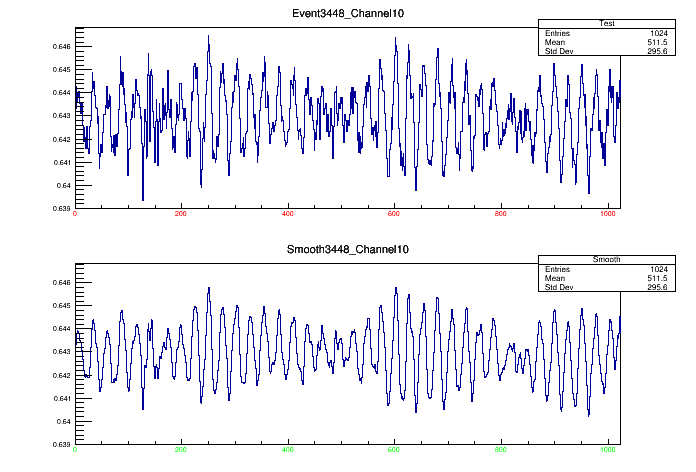 Event3448_Channel10
Test
Entries 1024
Mean 511.5
Std Dev 295.6
0.646
0.645
0.644
0.643
0.642
0.641
0.64
0.639
0 200 400 600 800 1000
Smooth3448_Channel10
Smooth
Entries 1024
Mean 511.5
Std Dev 295.6
0.646
0.645
0.644
0.643
0.642
0.641
0.64
0.639
0 200 400 600 800 1000